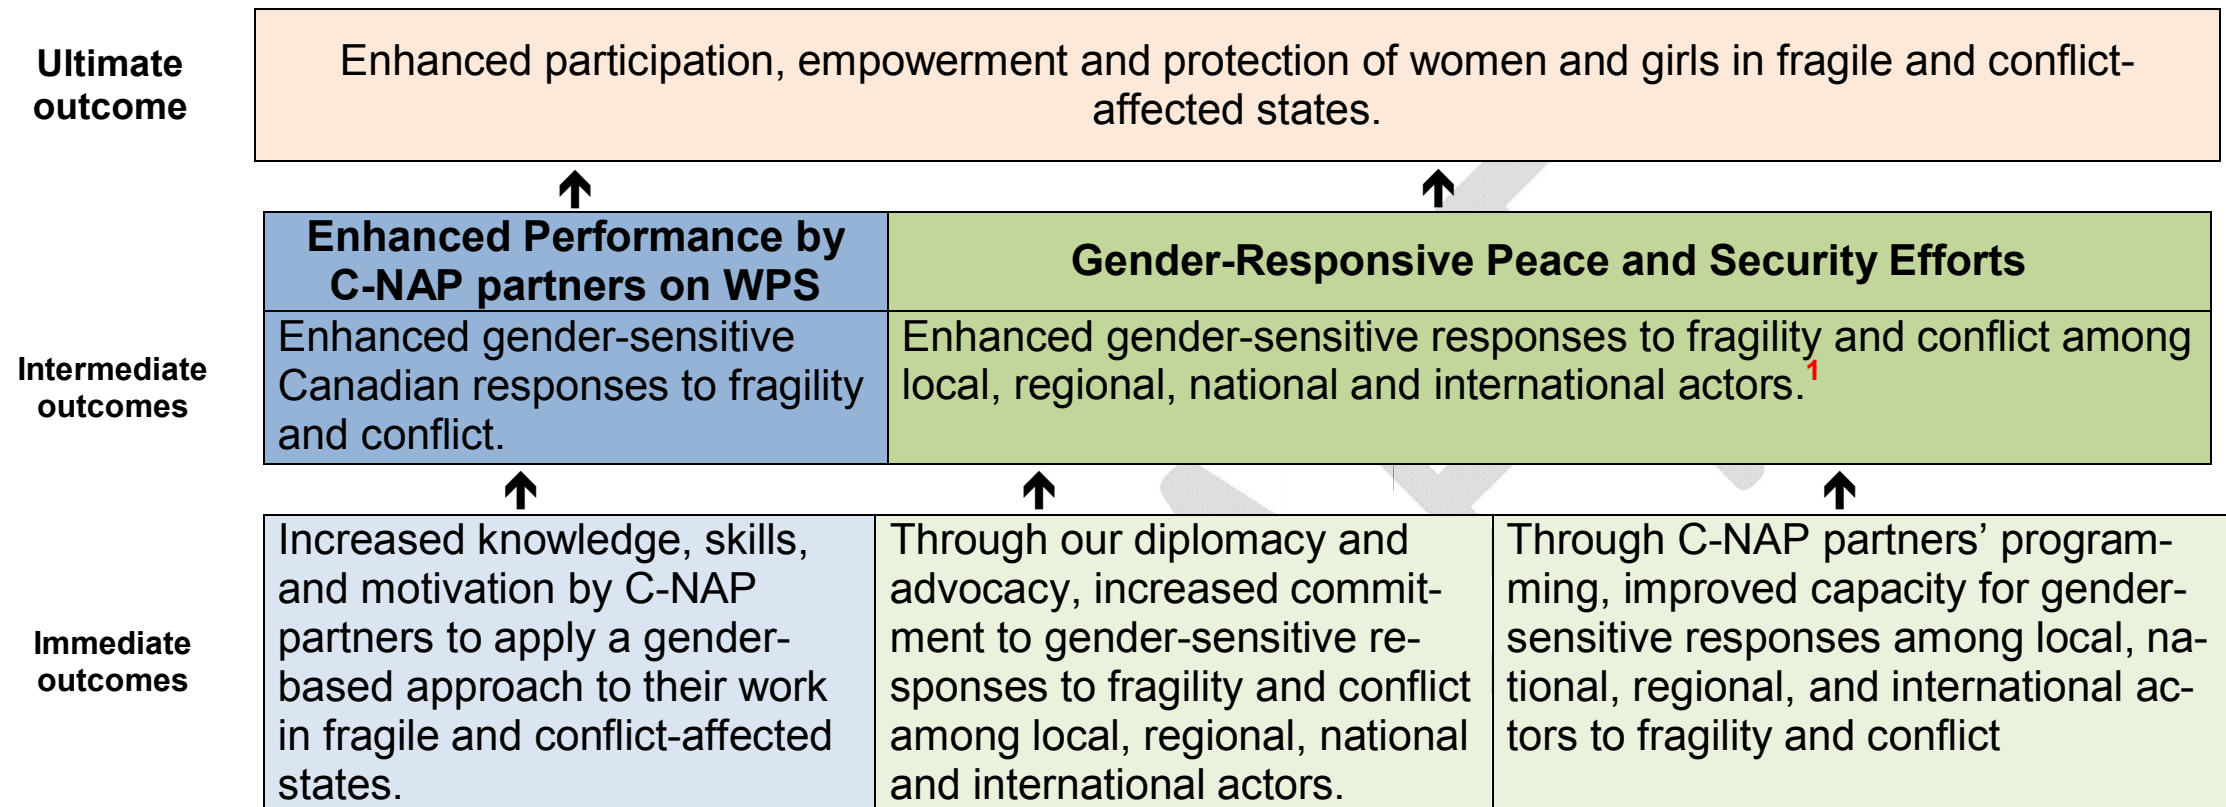 Ultimate
outcome
Enhanced participation, empowerment and protection of women and girls in fragile and conflict-
affected states.
Enhanced Performance by
C-NAP partners on WPS
Gender-Responsive Peace and Security Efforts
Intermediate
outcomes
Enhanced gender-sensitive
Canadian responses to fragility
and conflict.
Enhanced gender-sensitive responses to fragility and conflict among
local, regional, national and international actors.1
Immediate
outcomes
Increased knowledge, skills,
and motivation by C-NAP
partners to apply a gender-
based approach to their work
in fragile and conflict-affected
states.
Through our diplomacy and
advocacy, increased commit-
ment to gender-sensitive re-
sponses to fragility and conflict
among local, regional, national
and international actors.
Through C-NAP partners’ program-
ming, improved capacity for gender-
sensitive responses among local, na-
tional, regional, and international ac-
tors to fragility and conflict